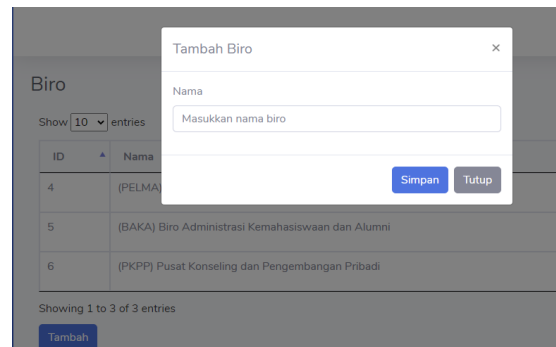 Tambah Biro ×
Biro
Nama
Masukkan nama biro
Show 10 entries
ID Nama
Simpan Tutup
4 (PELMA)
5 (BAKA) Biro Administrasi Kemahasiswaan dan Alumni
6 (PKPP) Pusat Konseling dan Pengembangan Pribadi
Showing 1 to 3 of 3 entries
Tambah